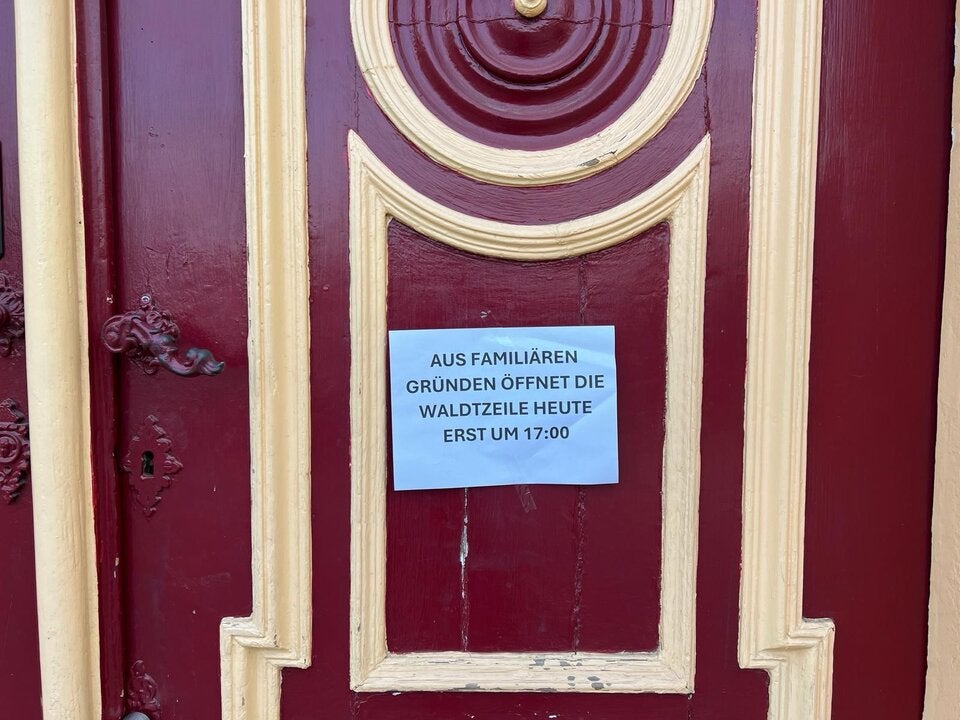 AUS FAMILIÄREN
GRÜNDEN ÖFFNET DIE
WALDTZEILE HEUTE
ERST UM 17:00